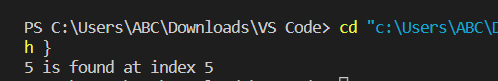 PS C:\Users\ABC\Downloads\VS Code> cd "c:\Users\ABC\D
h }
5 is found at index 5